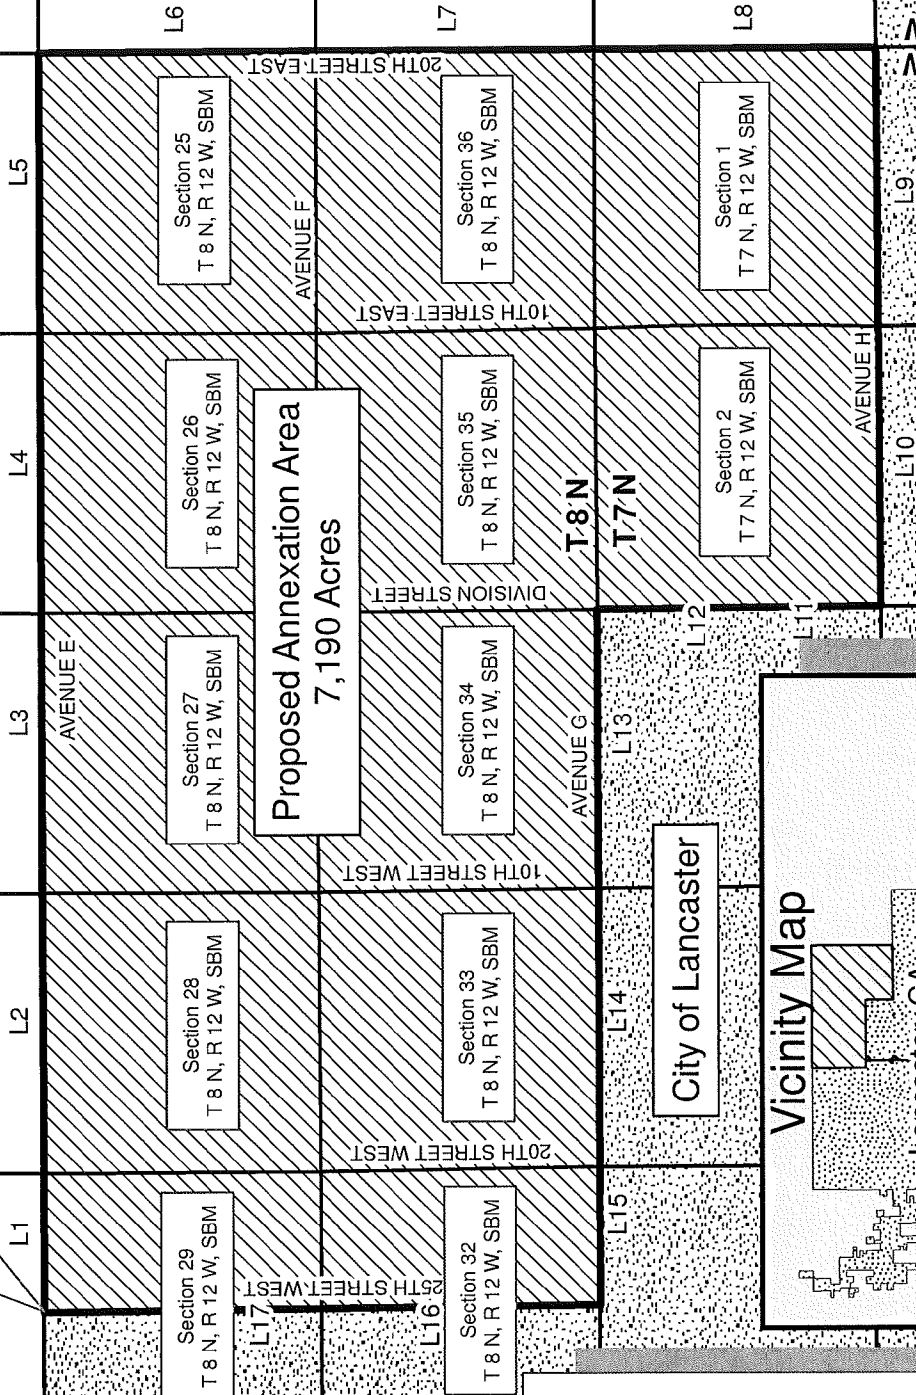 L1
L2
L3
L4
L5
AVENUE E
Section 29
T 8 N, R 12 W, SBM
Section 28
T 8 N, R 12 W, SBM
Section 27
T 8 N, R 12 W, SBM
Section 26
T 8 N, R 12 W, SBM
Section 25
T 8 N, R 12 W, SBM
L6
L17
25TH STREET WEST
20TH STREET WEST
10TH STREET WEST
DIVISION STREET
10TH STREET EAST
20TH STREET EAST
Proposed Annexation Area
7,190 Acres
AVENUE F
L16
Section 32
T 8 N, R 12 W, SBM
Section 33
T 8 N, R 12 W, SBM
Section 34
T 8 N, R 12 W, SBM
Section 35
T 8 N, R 12 W, SBM
Section 36
T 8 N, R 12 W, SBM
L7
AVENUE G
T 8 N
T 7 N
L15
L14
L13
L12
L11
City of Lancaster
Section 2
T 7 N, R 12 W, SBM
Section 1
T 7 N, R 12 W, SBM
L8
AVENUE H
L10
L9
Vicinity Map